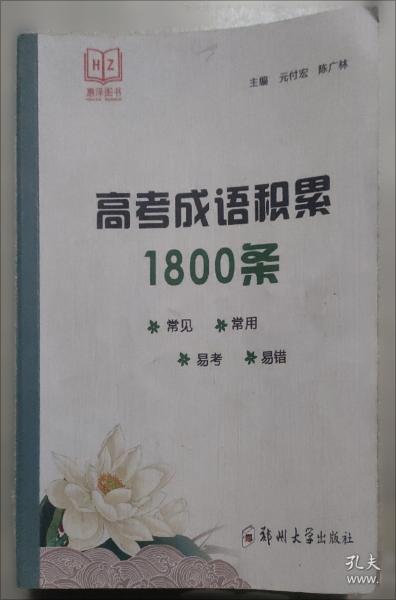 HZ
惠泽图书
主编 元付宏 陈广林
高考成语积累
1800条
常见 常用
易考 易错
郑州大学出版社
孔夫